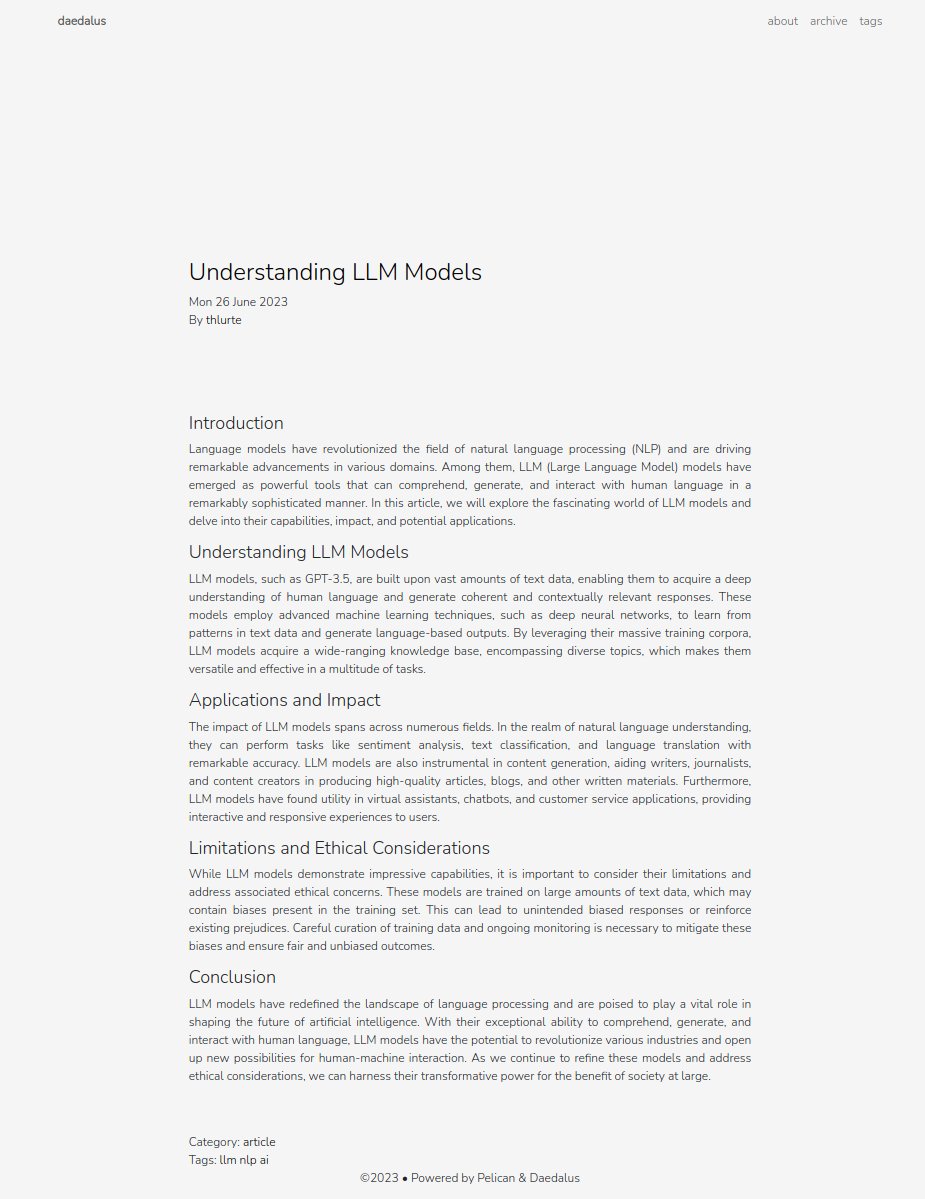 daedalus
about archive tags
Understanding LLM Models
Mon 26 June 2023
By thlurte
Introduction
Language models have revolutionized the field of natural language processing (NLP) and are driving
remarkable advancements in various domains. Among them, LLM (Large Language Model) models have
emerged as powerful tools that can comprehend, generate, and interact with human language in a
remarkably sophisticated manner. In this article, we will explore the fascinating world of LLM models and
delve into their capabilities, impact, and potential applications.
Understanding LLM Models
LLM models, such as GPT-3.5, are built upon vast amounts of text data, enabling them to acquire a deep
understanding of human language and generate coherent and contextually relevant responses. These
models employ advanced machine learning techniques, such as deep neural networks, to learn from
patterns in text data and generate language-based outputs. By leveraging their massive training corpora,
LLM models acquire a wide-ranging knowledge base, encompassing diverse topics, which makes them
versatile and effective in a multitude of tasks.
Applications and Impact
The impact of LLM models spans across numerous fields. In the realm of natural language understanding,
they can perform tasks like sentiment analysis, text classification, and language translation with
remarkable accuracy. LLM models are also instrumental in content generation, aiding writers, journalists,
and content creators in producing high-quality articles, blogs, and other written materials. Furthermore,
LLM models have found utility in virtual assistants, chatbots, and customer service applications, providing
interactive and responsive experiences to users.
Limitations and Ethical Considerations
While LLM models demonstrate impressive capabilities, it is important to consider their limitations and
address associated ethical concerns. These models are trained on large amounts of text data, which may
contain biases present in the training set. This can lead to unintended biased responses or reinforce
existing prejudices. Careful curation of training data and ongoing monitoring is necessary to mitigate these
biases and ensure fair and unbiased outcomes.
Conclusion
LLM models have redefined the landscape of language processing and are poised to play a vital role in
shaping the future of artificial intelligence. With their exceptional ability to comprehend, generate, and
interact with human language, LLM models have the potential to revolutionize various industries and open
up new possibilities for human-machine interaction. As we continue to refine these models and address
ethical considerations, we can harness their transformative power for the benefit of society at large.
Category: article
Tags: llm nlp ai
©2023 • Powered by Pelican & Daedalus